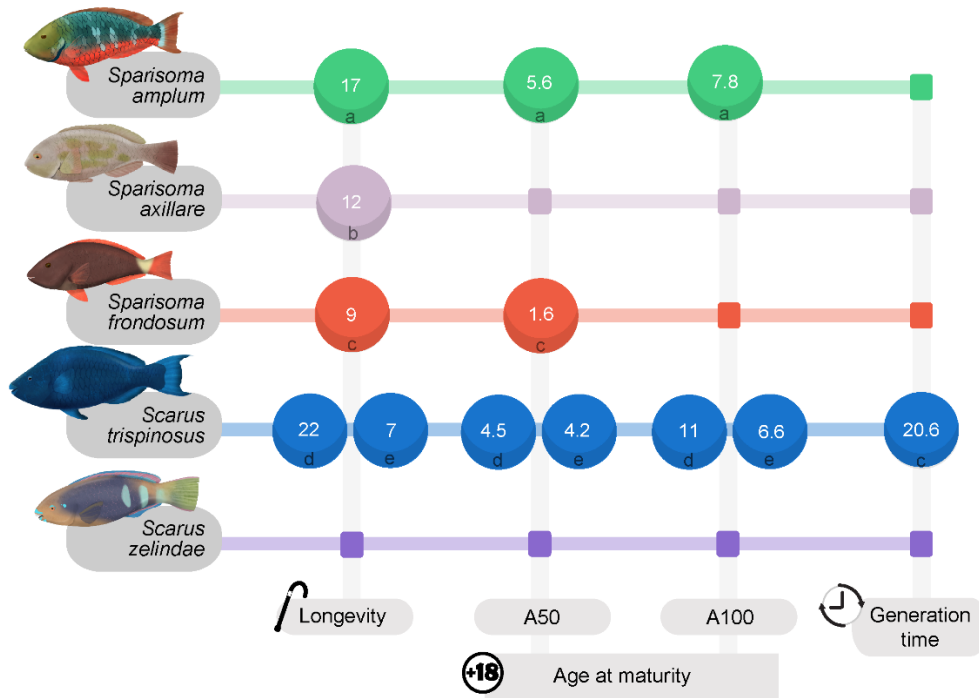 Sparisoma
amplum
17
a
5.6
a
7.8
a
Sparisoma
axillare
12
b
Sparisoma
frondosum
9
c
1.6
c
Scarus
trispinosus
22
d
7
e
4.5
d
4.2
e
11
d
6.6
e
20.6
c
Scarus
zelindae
Longevity
A50
A100
Generation
time
+18
Age at maturity